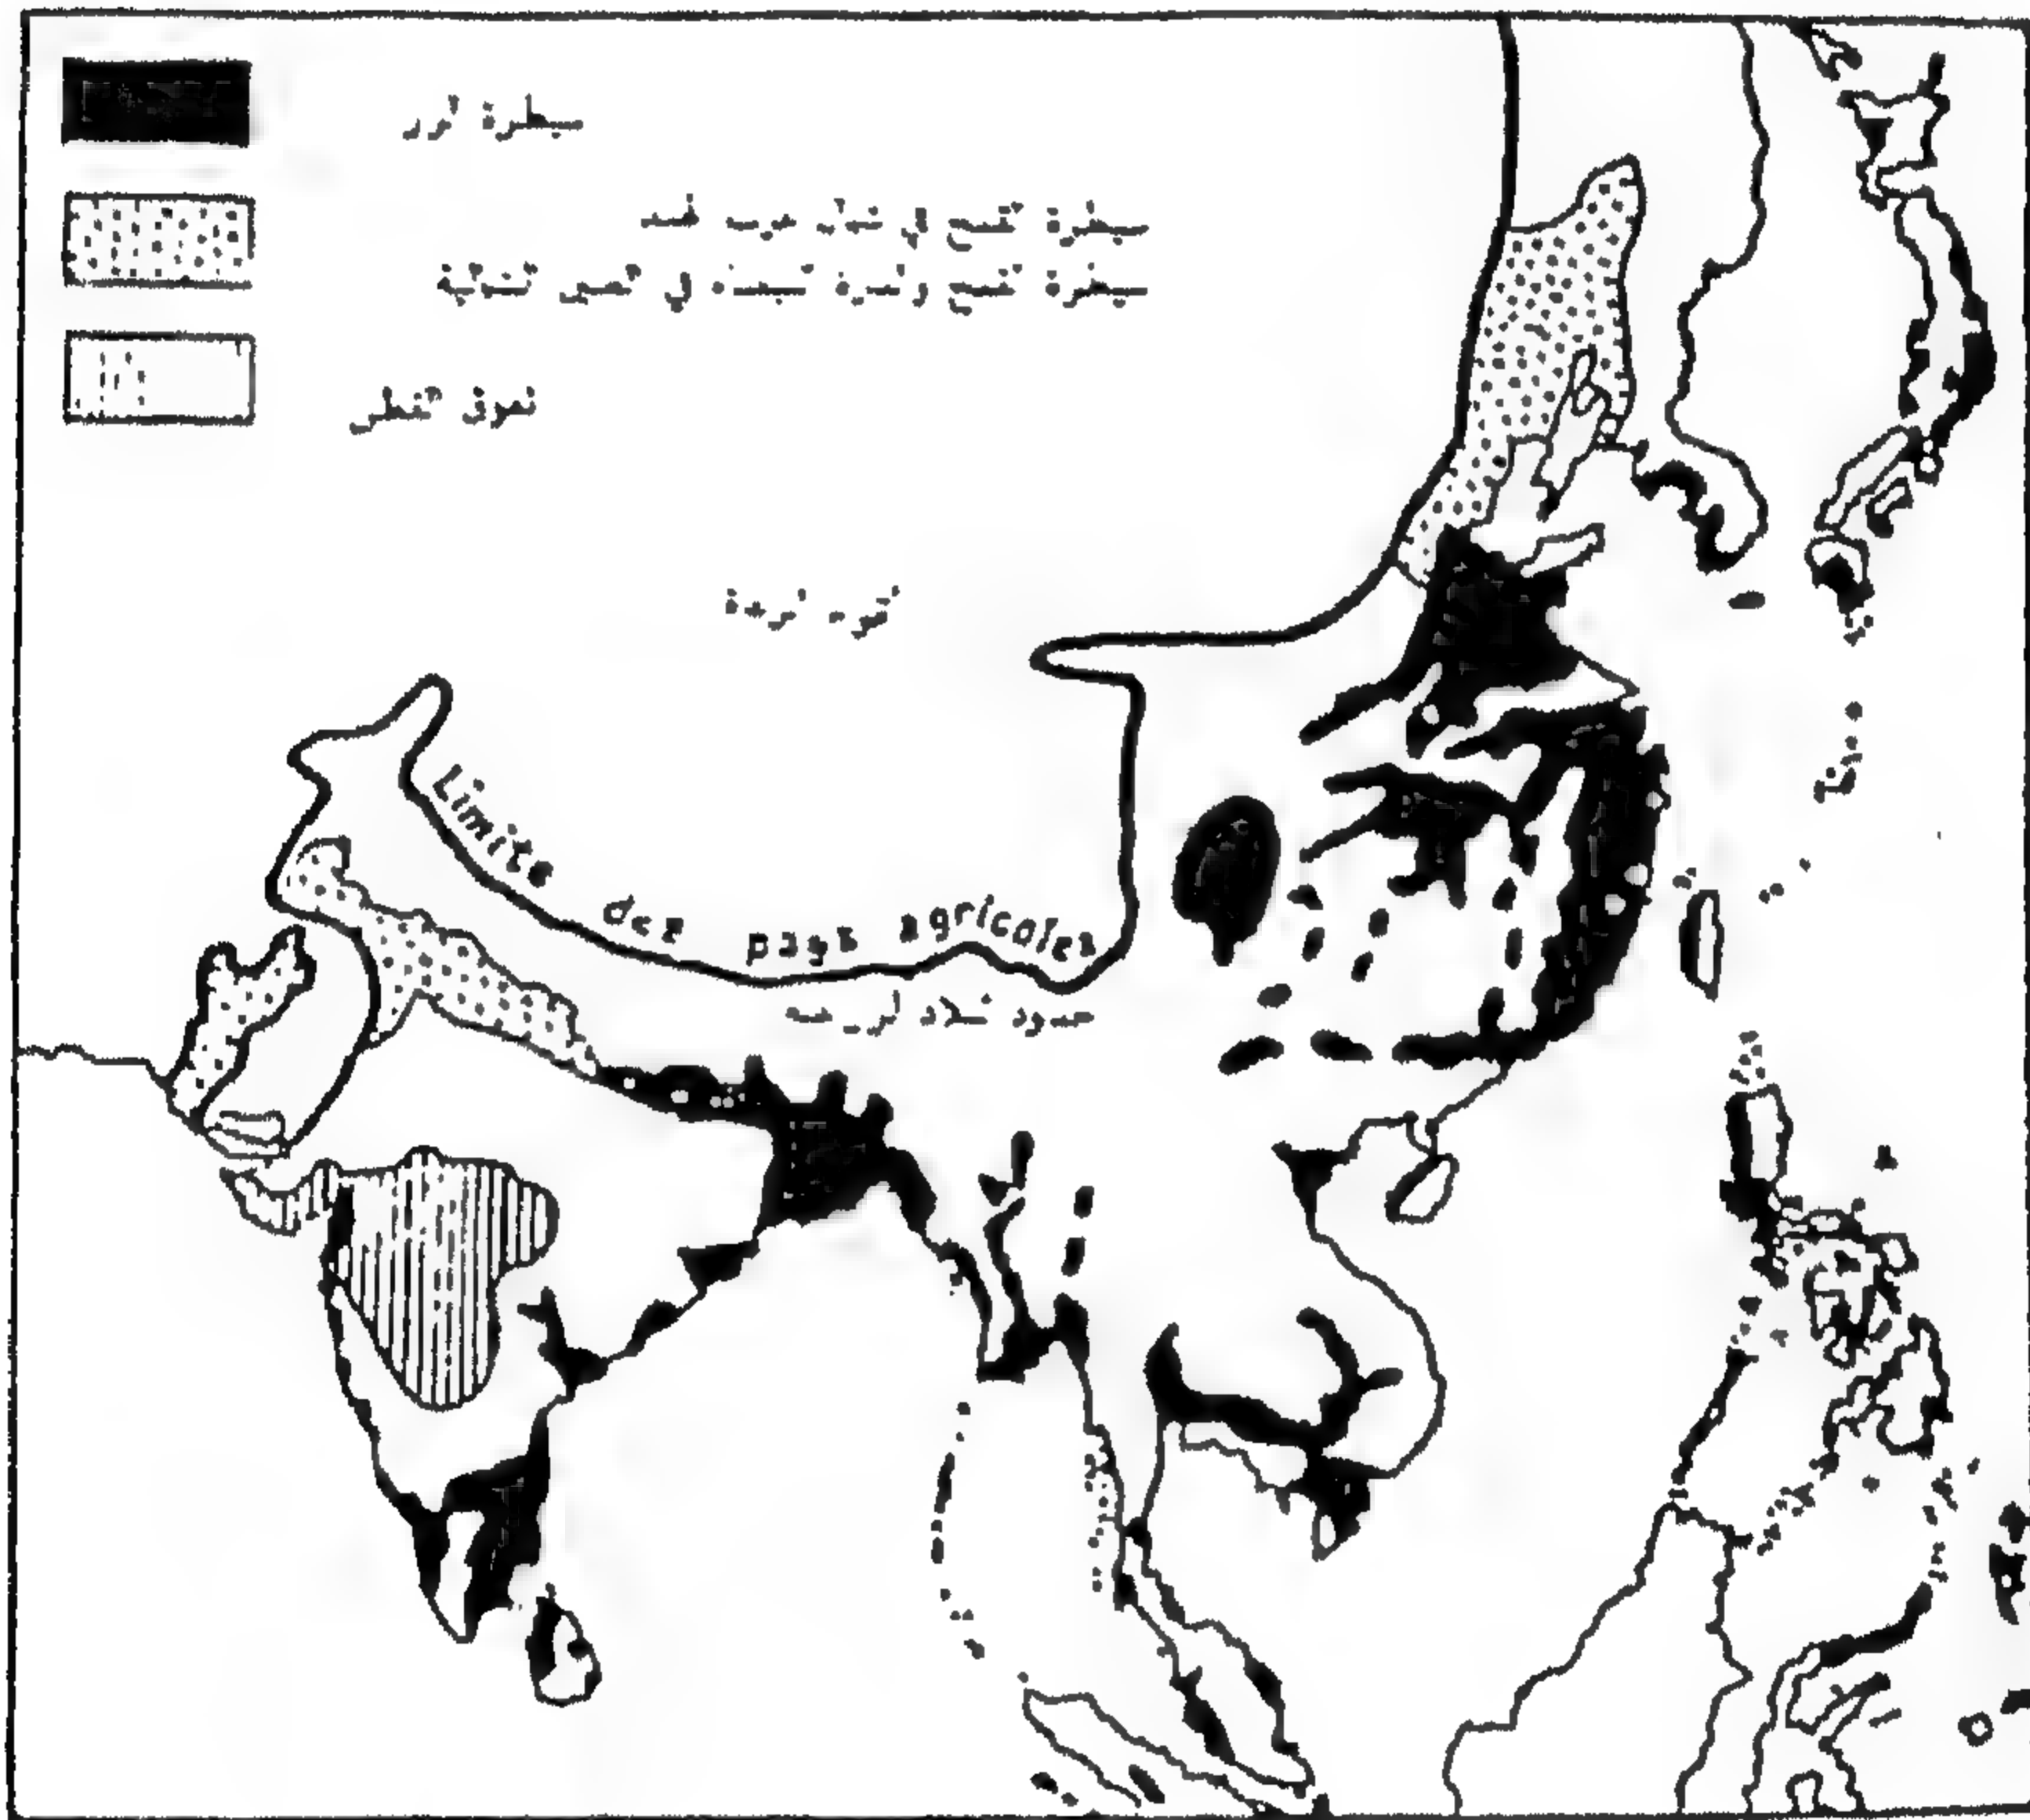 سيطرة الرز
سيطرة القمح في شمال غرب الهند
سيطرة القمح والذرة البيضاء في الصين الشمالية
تفوق القطن
Limite des pays agricoles
حدود البلاد الزراعية